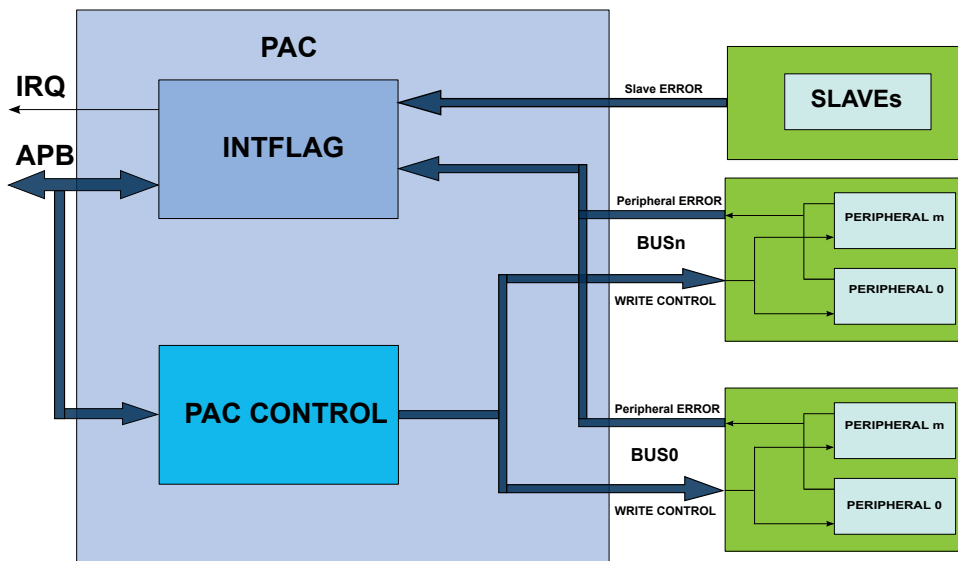 PAC
IRQ
INTFLAG
APB
PAC CONTROL
Slave ERROR
SLAVEs
Peripheral ERROR
BUSn
WRITE CONTROL
PERIPHERAL m
PERIPHERAL 0
Peripheral ERROR
BUS0
WRITE CONTROL
PERIPHERAL m
PERIPHERAL 0